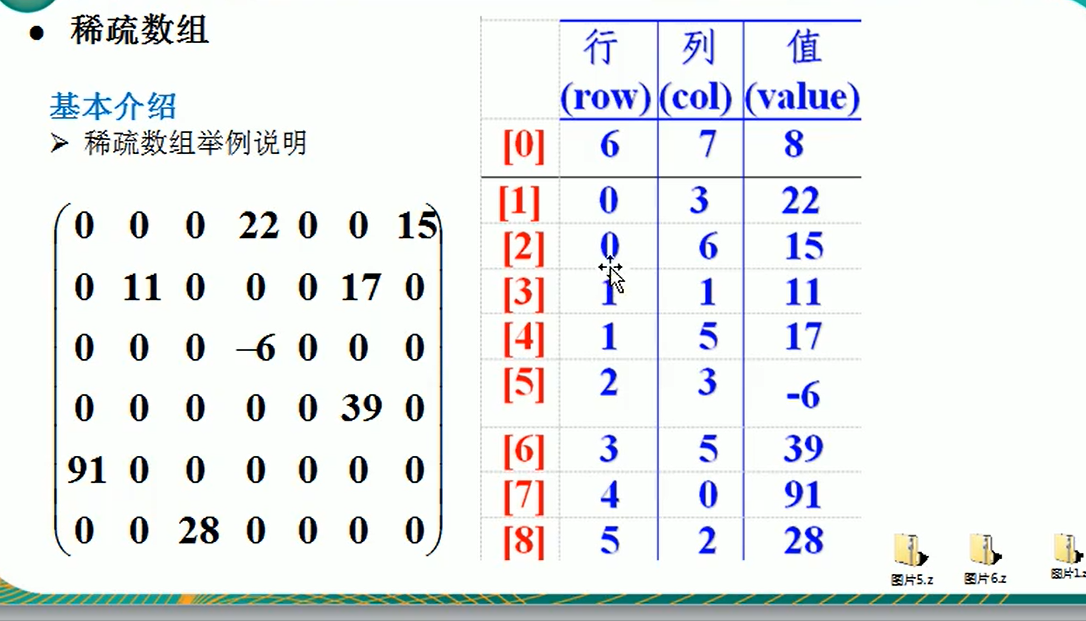 稀疏数组
基本介绍
稀疏数组举例说明
0 0 0 22 0 0 15
0 11 0 0 0 17 0
0 0 0 –6 0 0 0
0 0 0 0 0 39 0
91 0 0 0 0 0 0
0 0 28 0 0 0 0
行 列 值
(row) (col) (value)
[0] 6 7 8
[1] 0 3 22
[2] 0 6 15
[3] 1 1 11
[4] 1 5 17
[5] 2 3 -6
[6] 3 5 39
[7] 4 0 91
[8] 5 2 28
图片5.z 图片6.z 图片1.z